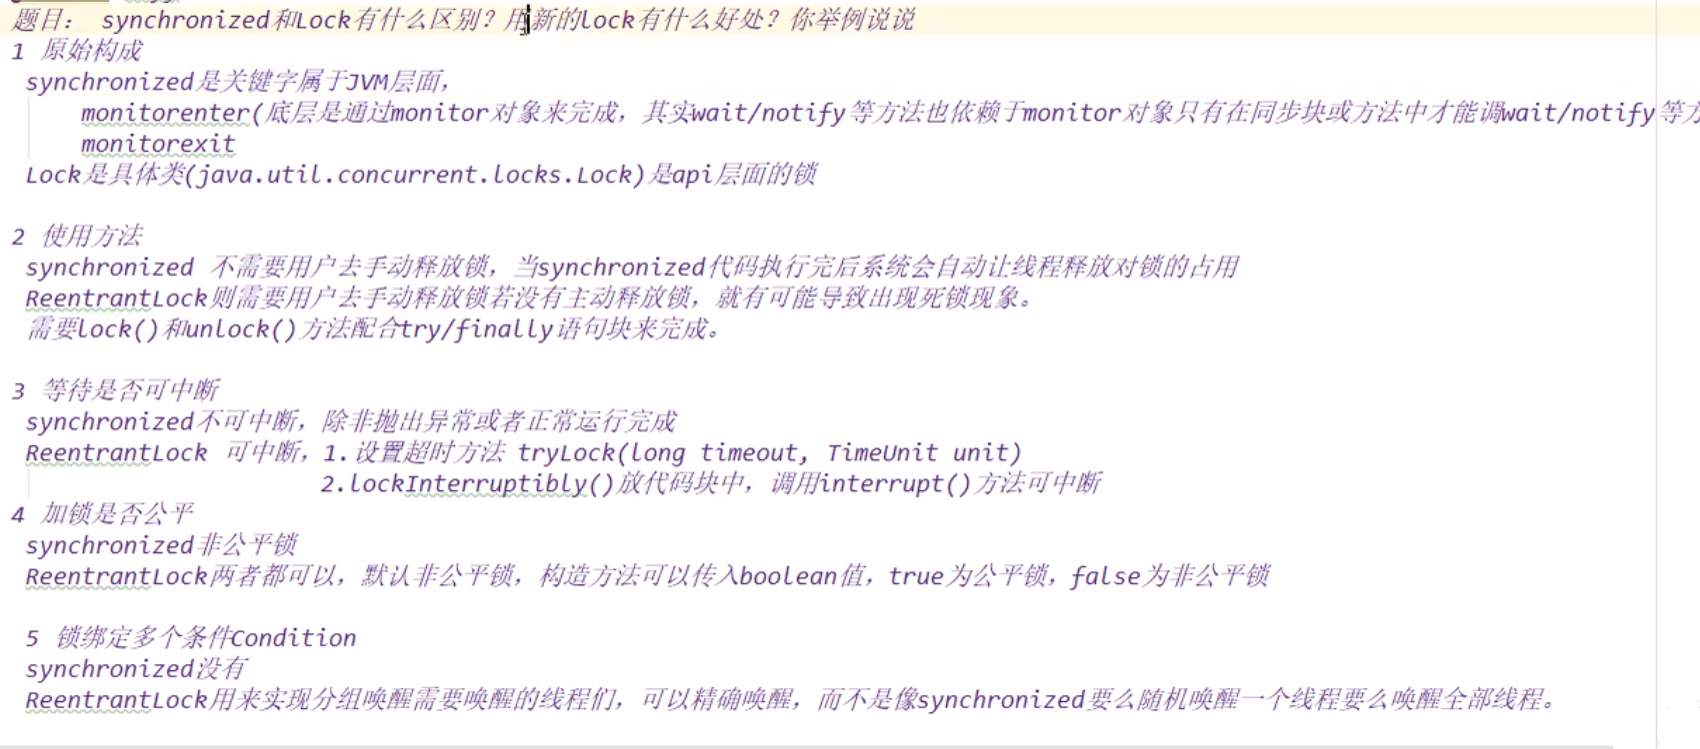 题目： synchronized和Lock有什么区别？用新的lock有什么好处？你举例说说
1 原始构成
synchronized是关键字属于JVM层面，
monitorenter(底层是通过monitor对象来完成，其实wait/notify等方法也依赖于monitor对象只有在同步块或方法中才能调wait/notify等方
monitorexit
Lock是具体类(java.util.concurrent.locks.Lock)是api层面的锁
2 使用方法
synchronized 不需要用户去手动释放锁，当synchronized代码执行完后系统会自动让线程释放对锁的占用
ReentrantLock则需要用户去手动释放锁若没有主动释放锁，就有可能导致出现死锁现象。
需要lock()和unlock()方法配合try/finally语句块来完成。
3 等待是否可中断
synchronized不可中断，除非抛出异常或者正常运行完成
ReentrantLock 可中断，1.设置超时方法 tryLock(long timeout, TimeUnit unit)
2.lockInterruptibly()放代码块中，调用interrupt()方法可中断
4 加锁是否公平
synchronized非公平锁
ReentrantLock两者都可以，默认非公平锁，构造方法可以传入boolean值，true为公平锁，false为非公平锁
5 锁绑定多个条件Condition
synchronized没有
ReentrantLock用来实现分组唤醒需要唤醒的线程们，可以精确唤醒，而不是像synchronized要么随机唤醒一个线程要么唤醒全部线程。